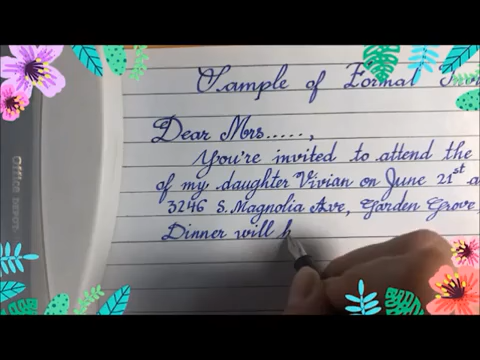 Sample of Formal
Dear Mrs.....,
You're invited to attend the
of my daughter Vivian on June 21st a
3246 S. Magnolia Ave, Garden Grove
Dinner will b
Office Depot